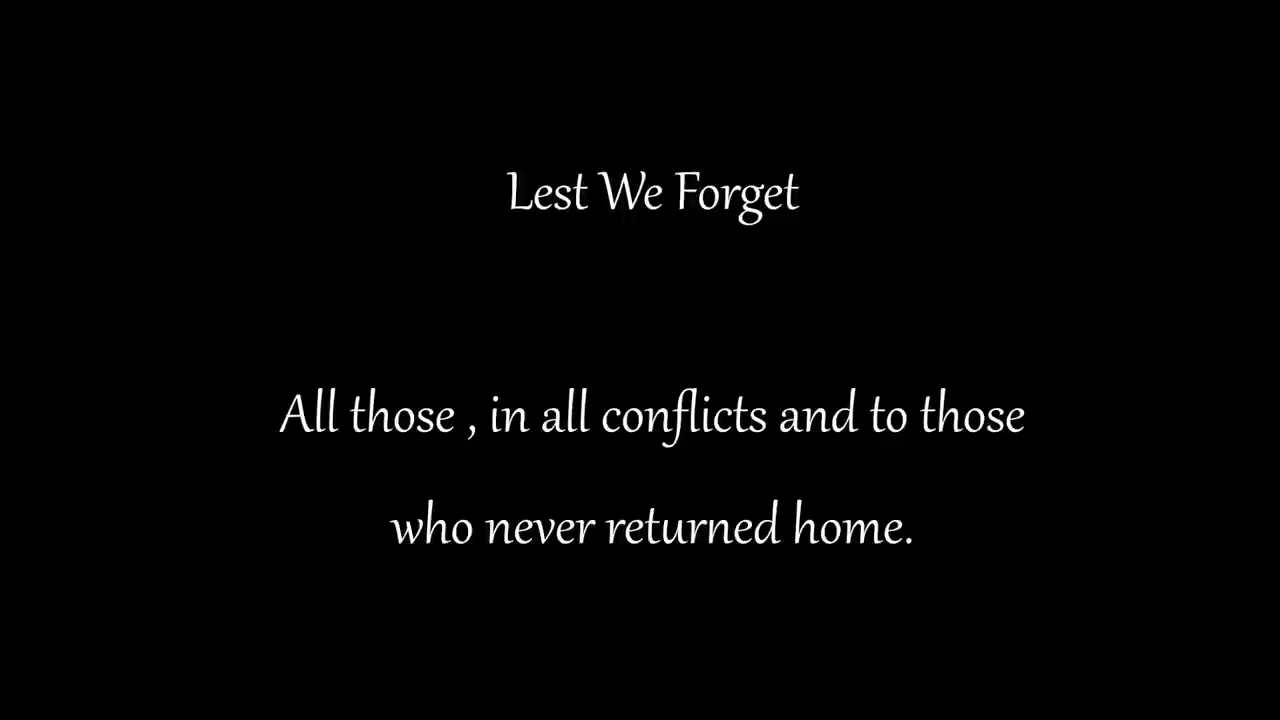 Lest We Forget
All those , in all conflicts and to those
who never returned home.